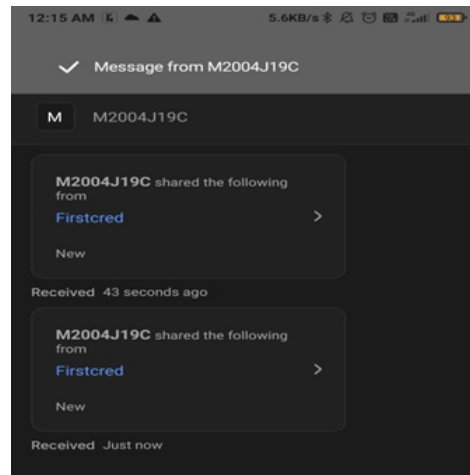 12:15 AM 5.6KB/s 93
Message from M2004J19C
M M2004J19C
M2004J19C shared the following
from
Firstcred
New
Received 43 seconds ago
M2004J19C shared the following
from
Firstcred
New
Received Just now